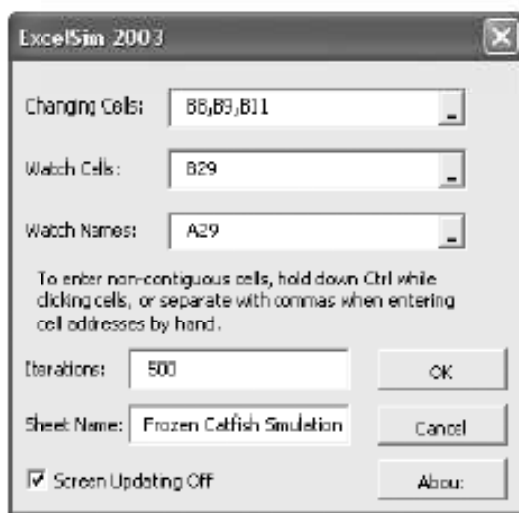 ExcelSim 2003
Changing Cells: B8,B9,B11
Watch Cells: B29
Watch Names: A29
To enter non-contiguous cells, hold down Ctrl while
clicking cells, or separate with commas when entering
cell addresses by hand.
Iterations: 500 OK
Sheet Name: Frozen Catfish Simulation Cancel
Screen Updating Off About